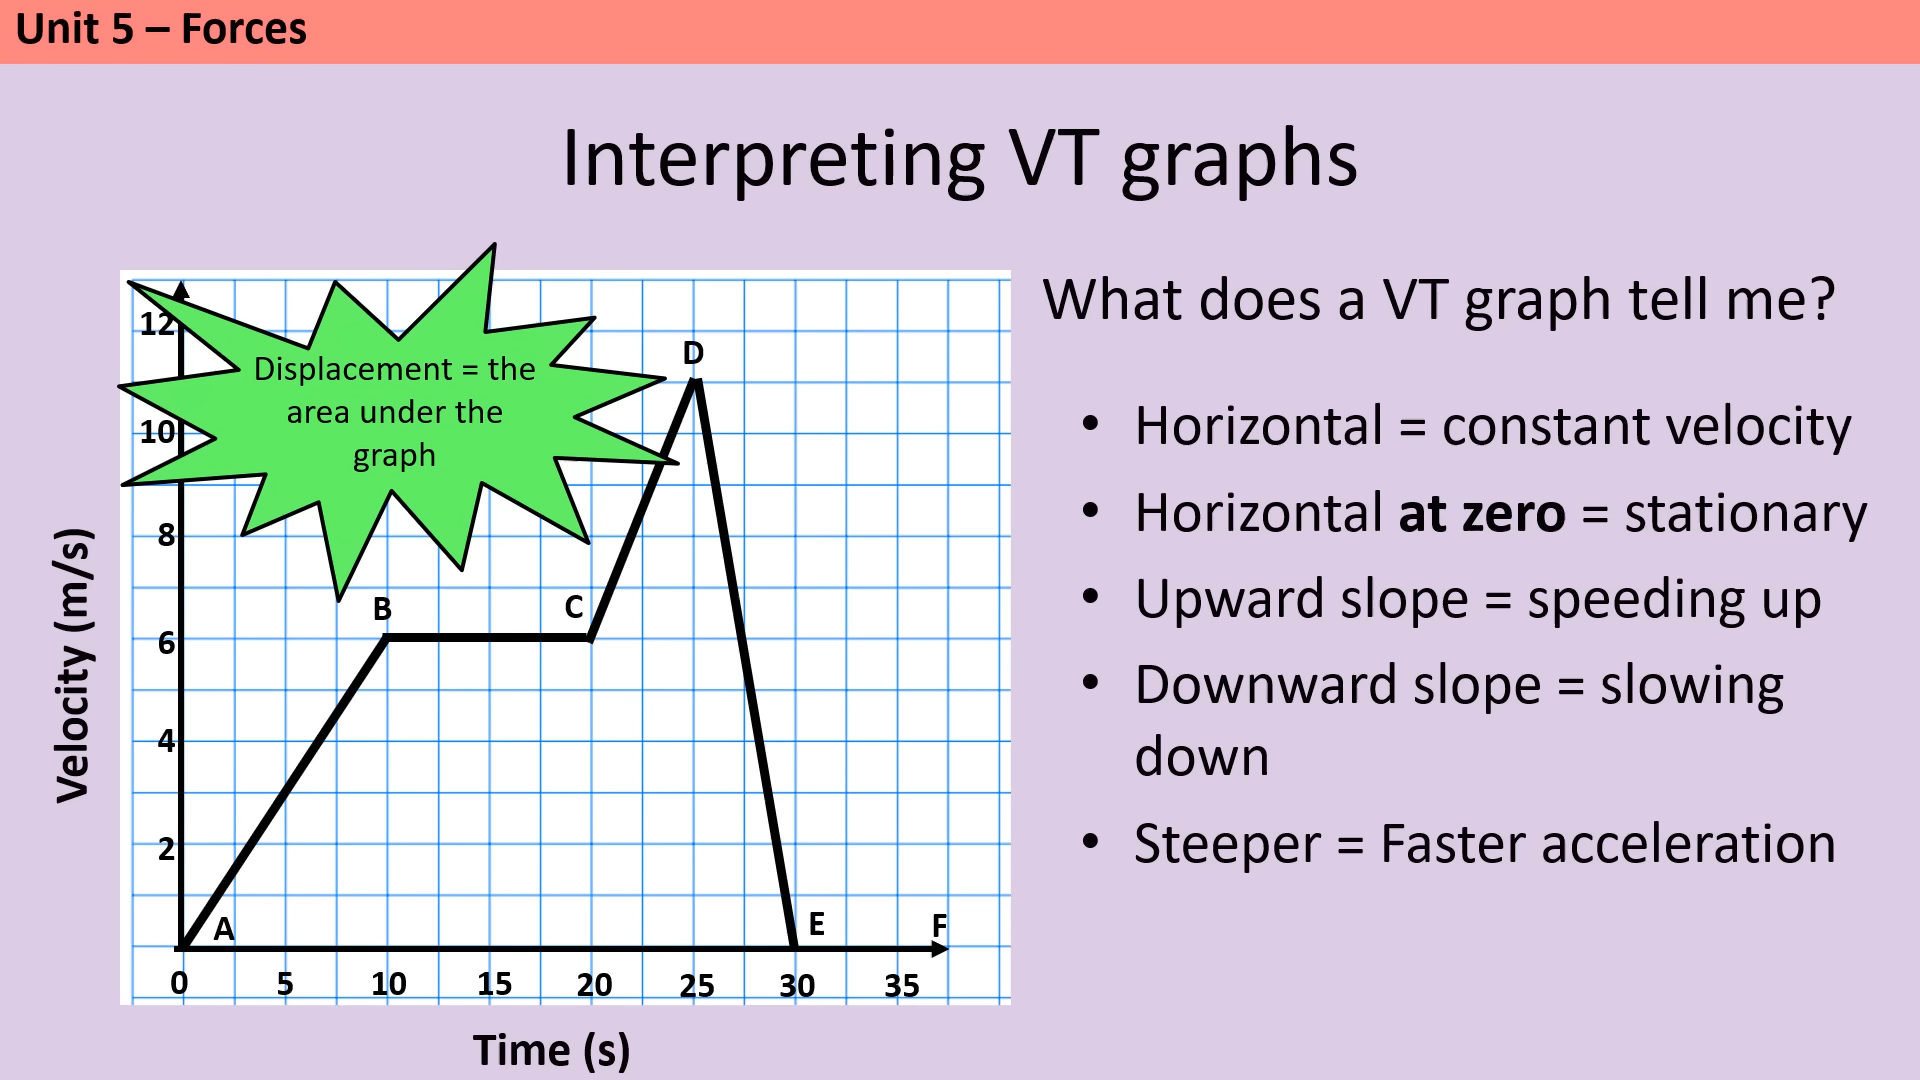 Unit 5 – Forces
Interpreting VT graphs
What does a VT graph tell me?
• Horizontal = constant velocity
• Horizontal at zero = stationary
• Upward slope = speeding up
• Downward slope = slowing
down
• Steeper = Faster acceleration
Displacement = the
area under the
graph
Velocity (m/s)
12
10
8
6
4
2
A
B
C
D
E
F
0 5 10 15 20 25 30 35
Time (s)